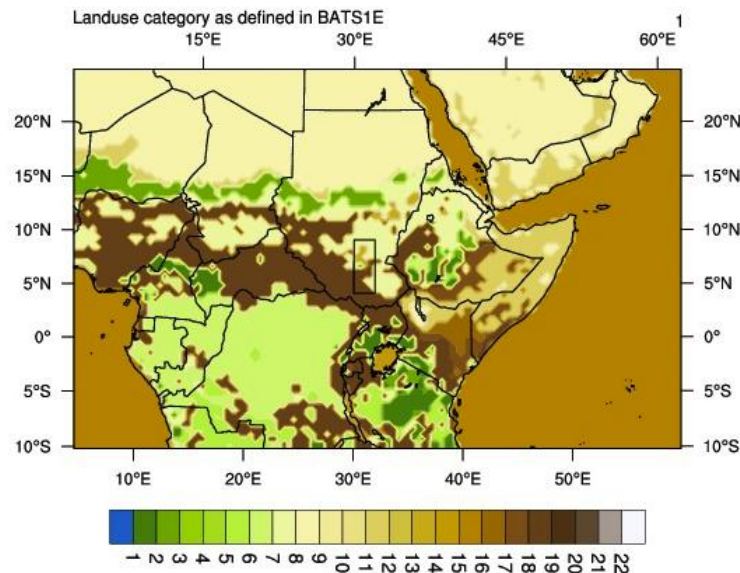 Landuse category as defined in BATS1E
1
15°E 30°E 45°E 60°E
20°N 20°N
15°N 15°N
10°N 10°N
5°N 5°N
0° 0°
5°S 5°S
10°S 10°S
10°E 20°E 30°E 40°E 50°E
1 2 3 4 5 6 7 8 9 10 11 12 13 14 15 16 17 18 19 20 21 22